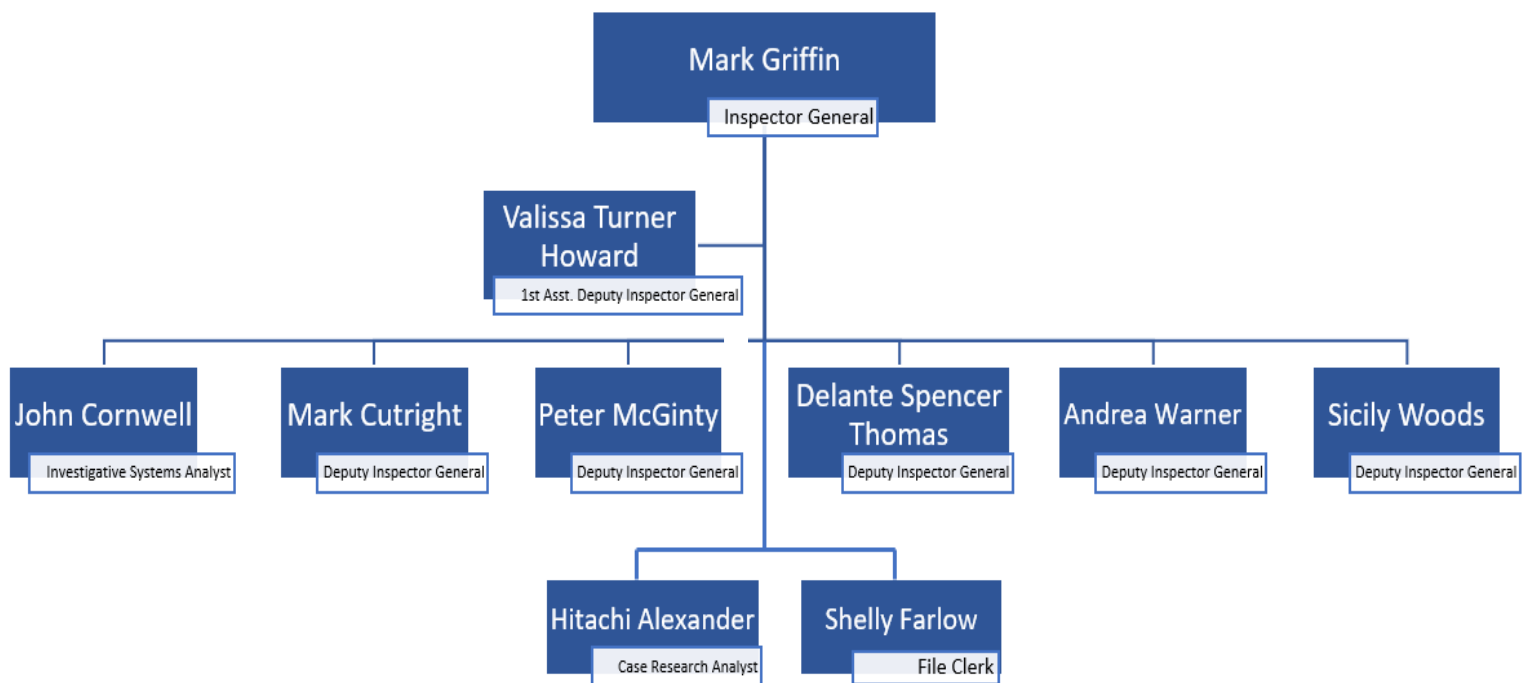 Mark Griffin
Inspector General
Valissa Turner
Howard
1st Asst. Deputy Inspector General
John Cornwell
Investigative Systems Analyst
Mark Cutright
Deputy Inspector General
Peter McGinty
Deputy Inspector General
Delante Spencer
Thomas
Deputy Inspector General
Andrea Warner
Deputy Inspector General
Sicily Woods
Deputy Inspector General
Hitachi Alexander
Case Research Analyst
Shelly Farlow
File Clerk